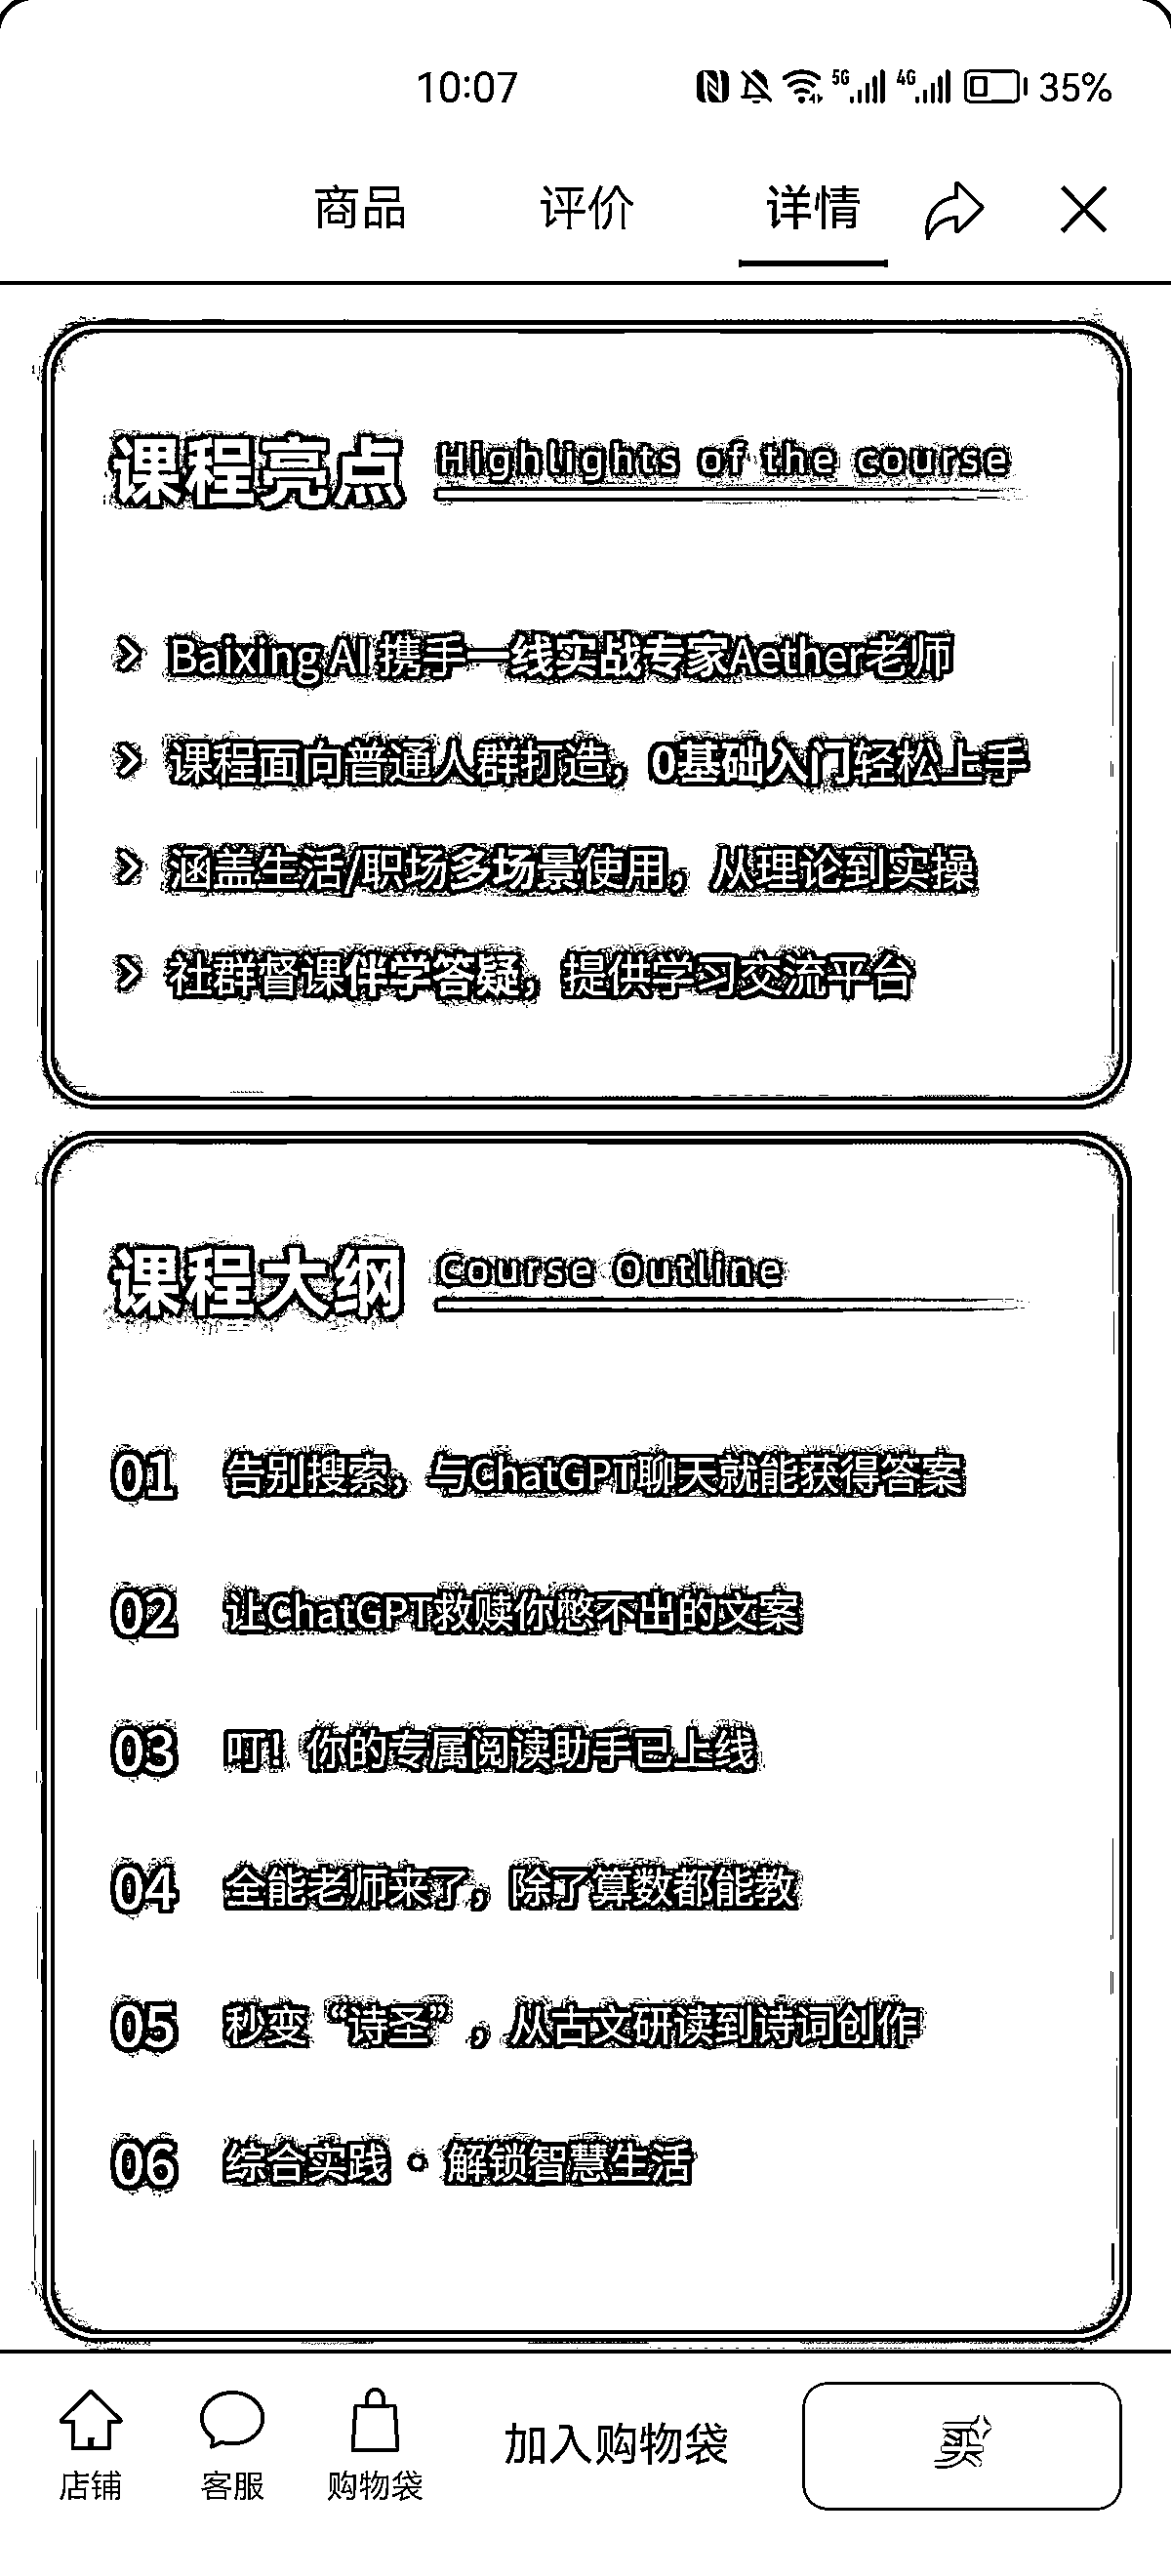 10:07 5G 4G 35%
商品 评价 详情
课程亮点 Highlights of the course
Baixing AI 携手一线实战专家Aether老师
课程面向普通人群打造，0基础入门轻松上手
涵盖生活/职场多场景使用，从理论到实操
社群督课伴学答疑，提供学习交流平台
课程大纲 Course Outline
01 告别搜索，与ChatGPT聊天就能获得答案
02 让ChatGPT救赎你憋不出的文案
03 叮！你的专属阅读助手已上线
04 全能老师来了，除了算数都能教
05 秒变“诗圣”，从古文研读到诗词创作
06 综合实践·解锁智慧生活
加入购物袋 买
店铺 客服 购物袋